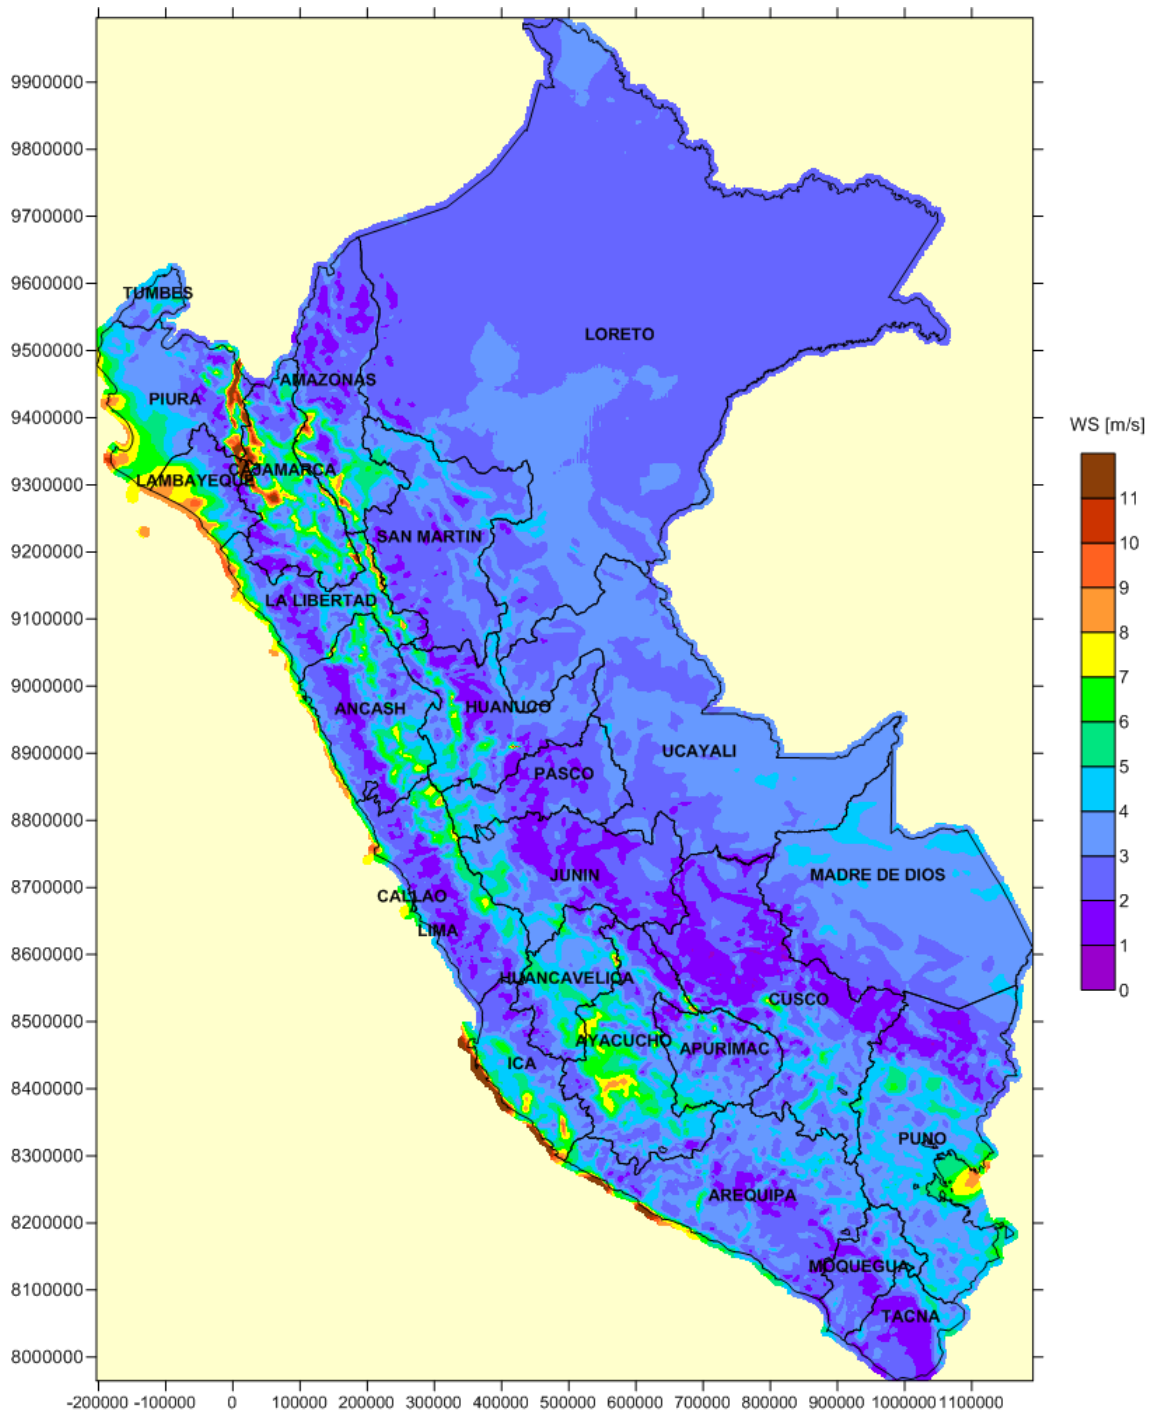 9900000
9800000
9700000
9600000
9500000
9400000
9300000
9200000
9100000
9000000
8900000
8800000
8700000
8600000
8500000
8400000
8300000
8200000
8100000
8000000
-200000 -100000 0 100000 200000 300000 400000 500000 600000 700000 800000 900000 1000000 1100000
TUMBES
LORETO
AMAZONAS
PIURA
CAJAMARCA
LAMBAYEQUE
SAN MARTIN
LA LIBERTAD
HUANUCO
ANCASH
UCAYALI
PASCO
JUNIN
MADRE DE DIOS
CALLAO
LIMA
HUANCAVELICA
CUSCO
AYACUCHO
APURIMAC
ICA
PUNO
AREQUIPA
MOQUEGUA
TACNA
WS [m/s]
11
10
9
8
7
6
5
4
3
2
1
0